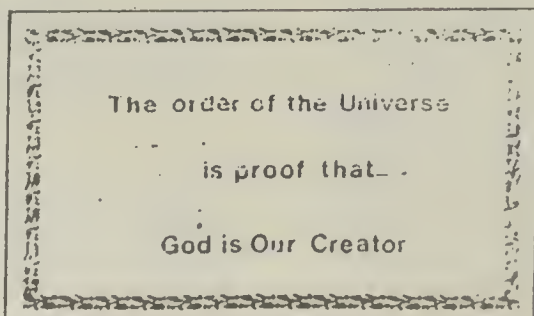 The order of the Universe
is proof that
God is Our Creator